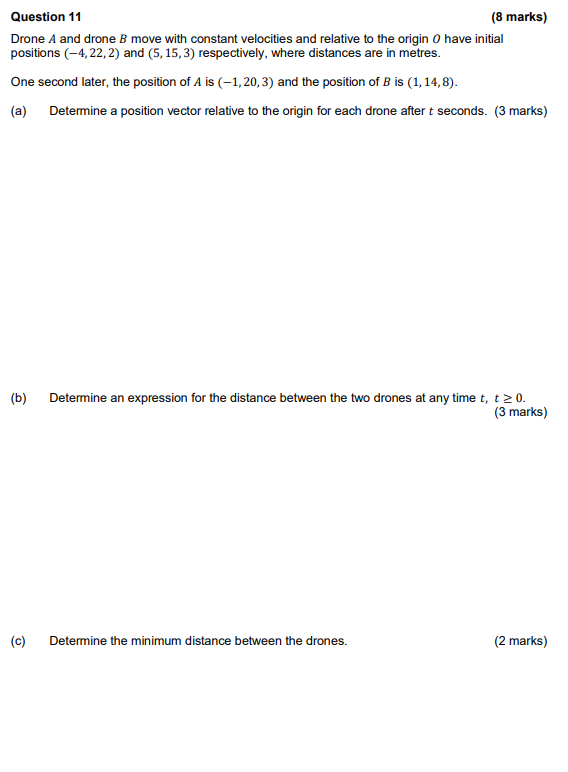 Question 11 (8 marks)
Drone A and drone B move with constant velocities and relative to the origin O have initial
positions (−4, 22, 2) and (5, 15, 3) respectively, where distances are in metres.
One second later, the position of A is (−1, 20, 3) and the position of B is (1, 14, 8).
(a) Determine a position vector relative to the origin for each drone after t seconds. (3 marks)
(b) Determine an expression for the distance between the two drones at any time t, t ≥ 0.
(3 marks)
(c) Determine the minimum distance between the drones. (2 marks)